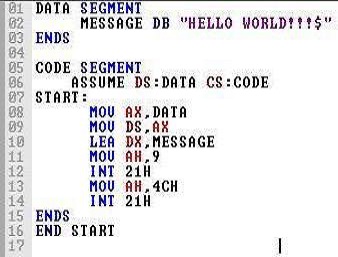 01 DATA SEGMENT
02 MESSAGE DB "HELLO WORLD!!!$"
03 ENDS
04
05 CODE SEGMENT
06 ASSUME DS:DATA CS:CODE
07 START:
08 MOV AX,DATA
09 MOV DS,AX
10 LEA DX,MESSAGE
11 MOV AH,9
12 INT 21H
13 MOV AH,4CH
14 INT 21H
15 ENDS
16 END START
17